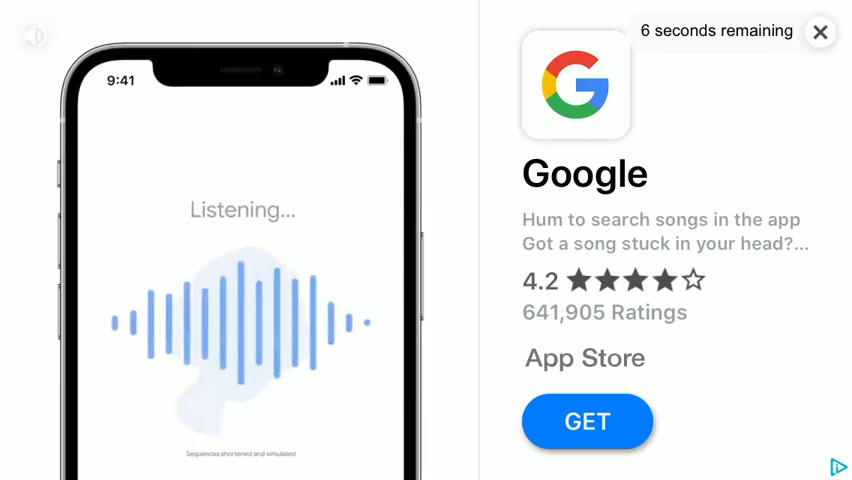 6 seconds remaining
9:41
Listening...
Sequences shortened and simulated
Google
Hum to search songs in the app
Got a song stuck in your head?...
4.2
641,905 Ratings
App Store
GET